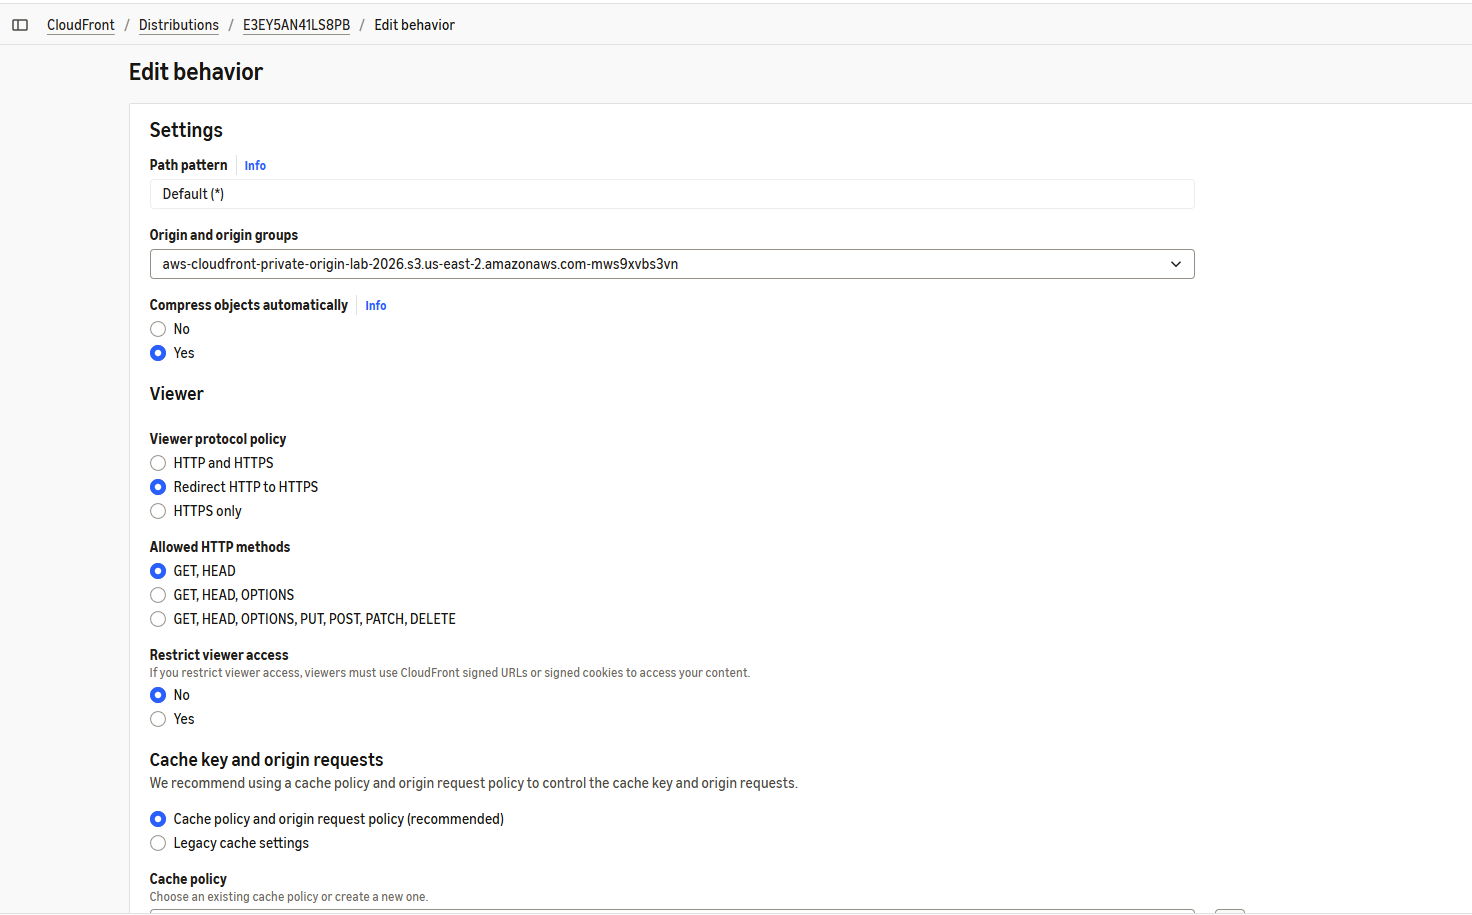 CloudFront / Distributions / E3EY5AN41LS8PB / Edit behavior
Edit behavior
Settings
Path pattern Info
Default (*)
Origin and origin groups
aws-cloudfront-private-origin-lab-2026.s3.us-east-2.amazonaws.com-mws9xvbs3vn
Compress objects automatically Info
No
Yes
Viewer
Viewer protocol policy
HTTP and HTTPS
Redirect HTTP to HTTPS
HTTPS only
Allowed HTTP methods
GET, HEAD
GET, HEAD, OPTIONS
GET, HEAD, OPTIONS, PUT, POST, PATCH, DELETE
Restrict viewer access
If you restrict viewer access, viewers must use CloudFront signed URLs or signed cookies to access your content.
No
Yes
Cache key and origin requests
We recommend using a cache policy and origin request policy to control the cache key and origin requests.
Cache policy and origin request policy (recommended)
Legacy cache settings
Cache policy
Choose an existing cache policy or create a new one.